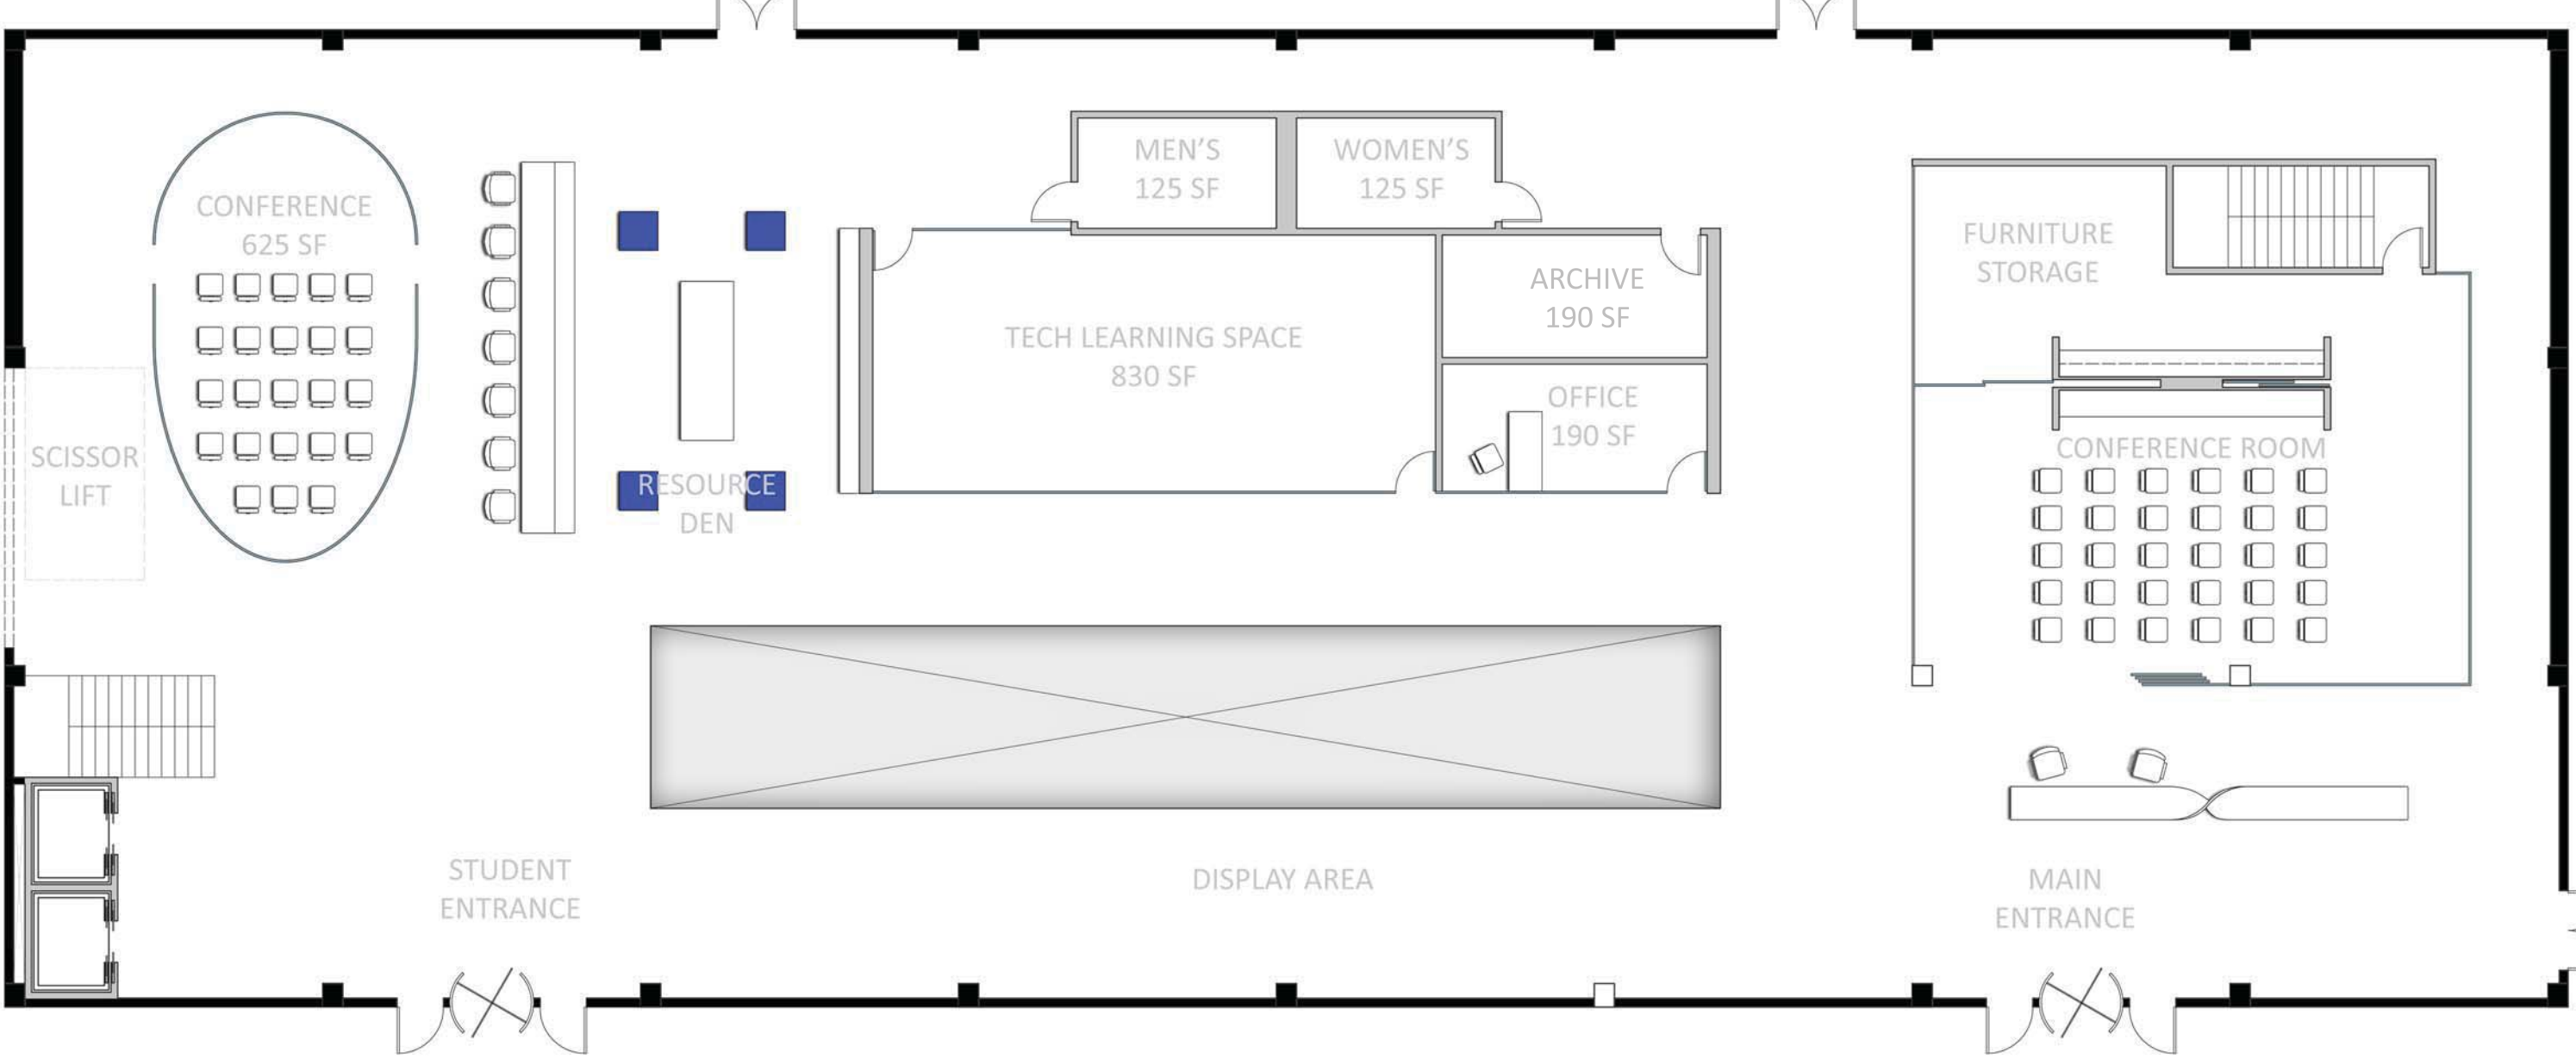 MEN'S
125 SF
WOMEN'S
125 SF
CONFERENCE
625 SF
FURNITURE
STORAGE
ARCHIVE
190 SF
TECH LEARNING SPACE
830 SF
OFFICE
190 SF
SCISSOR
LIFT
RESOURCE
DEN
CONFERENCE ROOM
STUDENT
ENTRANCE
DISPLAY AREA
MAIN
ENTRANCE